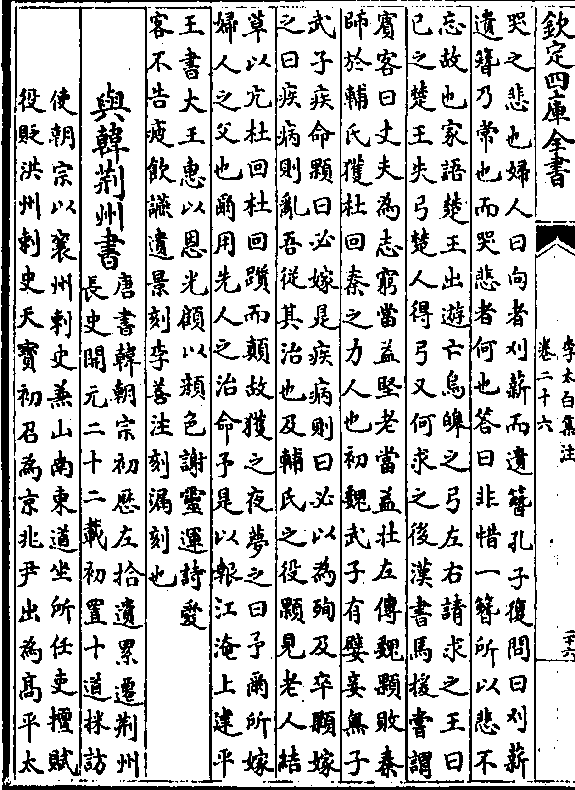 欽定四庫全書
李太白集注
卷二十六
二十六
哭之悲也婦人曰向者刈薪而遺簪孔子復問曰刈薪
遺簪乃常也而哭悲者何也答曰非惜一簪所以悲不
忘故也家語楚王出遊亡烏皥之弓左右請求之王曰
已之楚王失弓楚人得弓又何求之後漢書馬援嘗謂
賓客曰丈夫為志窮當益堅老當益壯左傳魏顆敗秦
師於輔氏獲杜回秦之力人也初魏武子有嬖妾無子
武子疾命顆曰必嫁是疾病則曰必以為殉及卒顆嫁
之曰疾病則亂吾從其治也及輔氏之役顆見老人結
草以亢杜回杜回躓而顛故獲之夜夢之曰予爾所嫁
婦人之父也爾用先人之治命予是以報江淹上建平
王書大王惠以恩光顧以顔色謝靈運詩愛
客不告疲飲讌遺景刻李善注刻漏刻也
與韓荆州書
唐書韓朝宗初歴左拾遺累遷荆州
長史開元二十二載初置十道採訪
使朝宗以襄州刺史兼山南東道坐所任吏擅賦
役貶洪州刺史天寳初召為京兆尹出為高平太